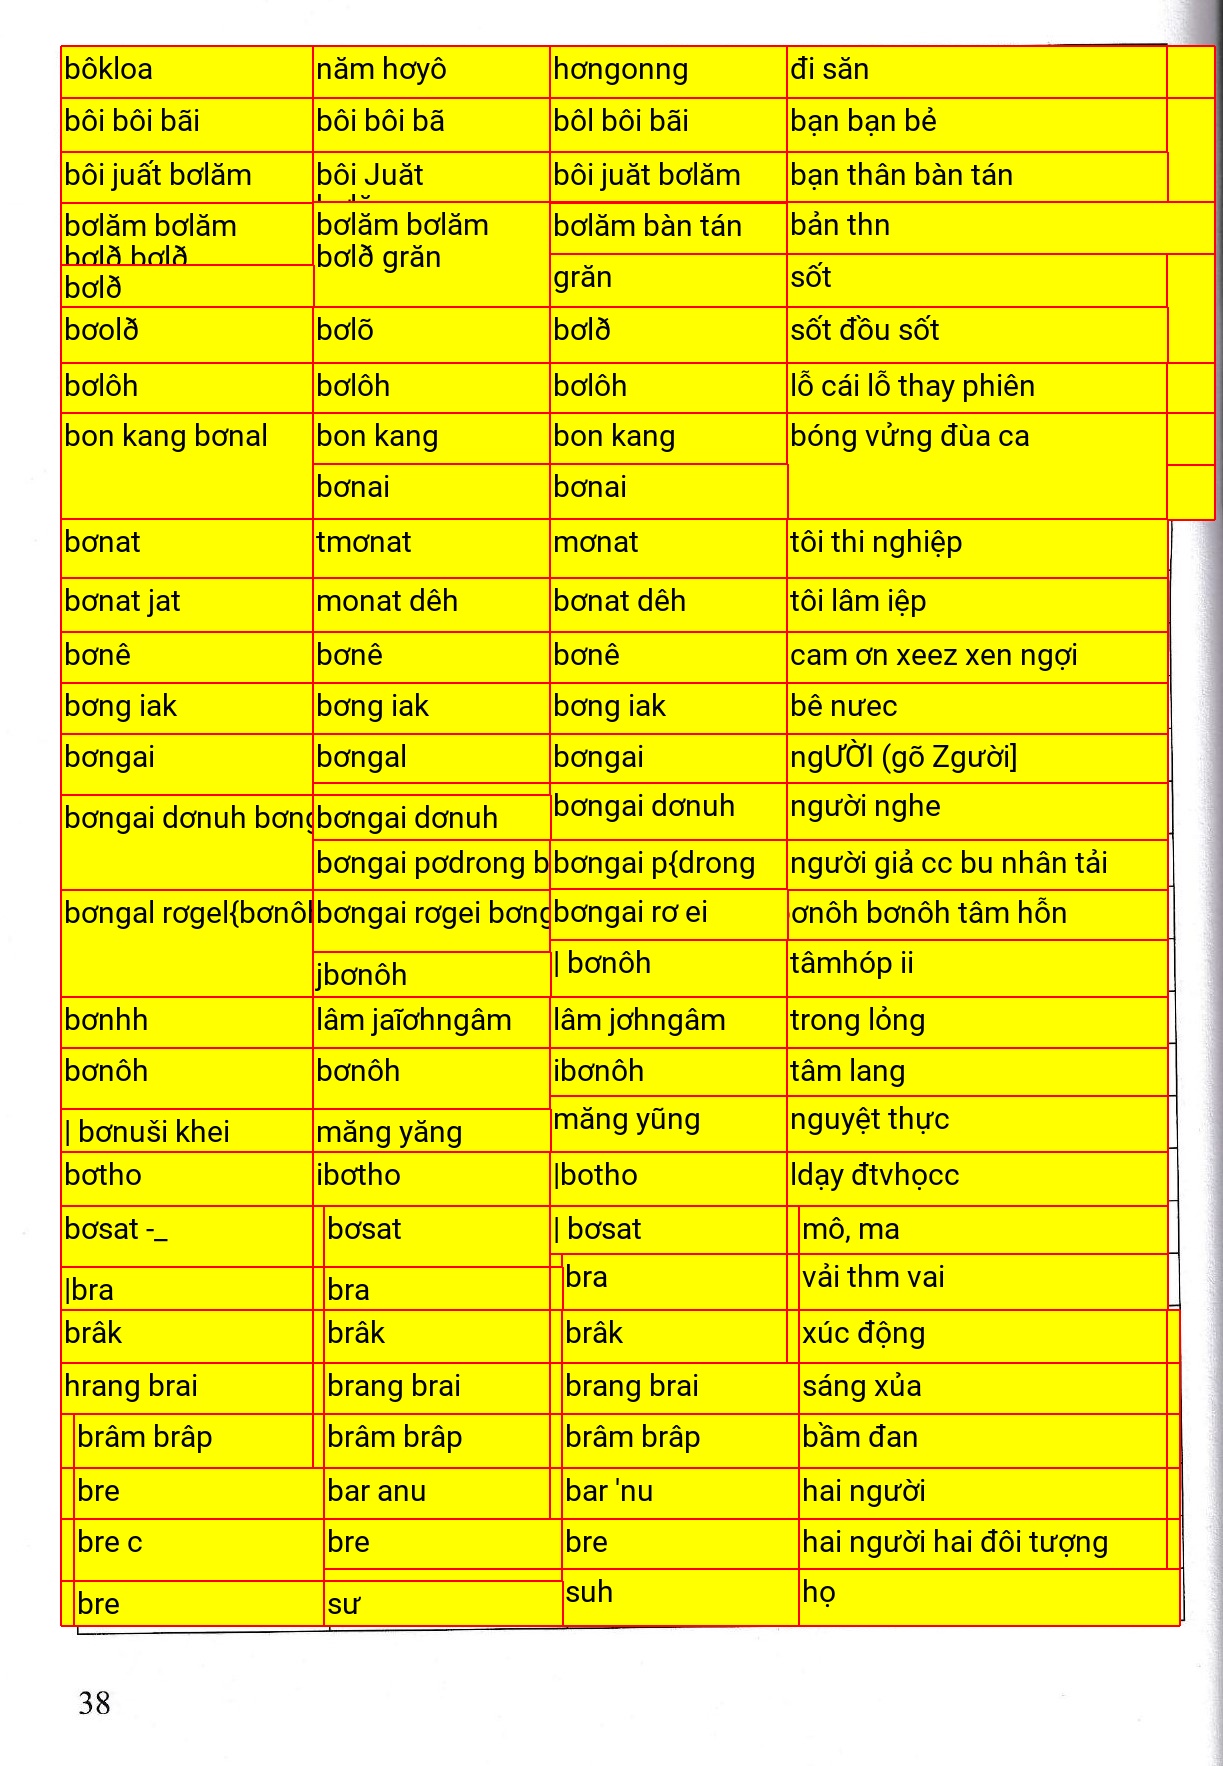 bôkloa năm hơyô hơngonng đi săn
bôi bôi bãi bôi bôi bã bôl bôi bãi bạn bạn bẻ
bôi juất bơlăm bôi Juăt bôi juăt bơlăm bạn thân bàn tán
bơlăm bơlăm bơlăm bơlăm bơlăm bàn tán bản thn
bơlð bơlð bơlð grăn
bơlð grăn sốt
bơolð bơlõ bơlð sốt đồu sốt
bơlôh bơlôh bơlôh lỗ cái lỗ thay phiên
bon kang bơnal bon kang bon kang bóng vửng đùa ca
bơnai bơnai
bơnat tmơnat mơnat tôi thi nghiệp
bơnat jat monat dêh bơnat dêh tôi lâm iệp
bơnê bơnê bơnê cam ơn xeez xen ngợi
bơng iak bơng iak bơng iak bê nưec
bơngai bơngal bơngai ngƯỜI (gõ Zgười]
bơngai dơnuh bơng bơngai dơnuh bơngai dơnuh người nghe
bơngai pơdrong b bơngai p{drong người giả cc bu nhân tải
bơngal rơgel{bơnôl bơngai rơgei bơng bơngai rơ ei ơnôh bơnôh tâm hỗn
jbơnôh | bơnôh tâmhóp ii
bơnhh lâm jaĩơhngâm lâm jơhngâm trong lỏng
bơnôh bơnôh ibơnôh tâm lang
| bơnuši khei măng yăng măng yũng nguyệt thực
bơtho ibơtho |botho ldạy đtvhọcc
bơsat -_ bơsat | bơsat mô, ma
|bra bra bra vải thm vai
brâk brâk brâk xúc động
hrang brai brang brai brang brai sáng xủa
brâm brâp brâm brâp brâm brâp bầm đan
bre bar anu bar 'nu hai người
bre c bre bre hai người hai đôi tượng
bre sư suh họ
38